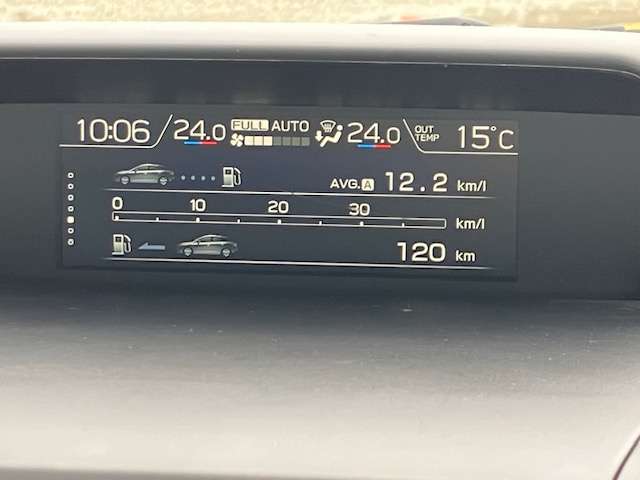 10:06 24.0 FULL AUTO 24.0 OUT TEMP 15°C
AVG. A 12.2 km/l
0 10 20 30
km/l
120 km